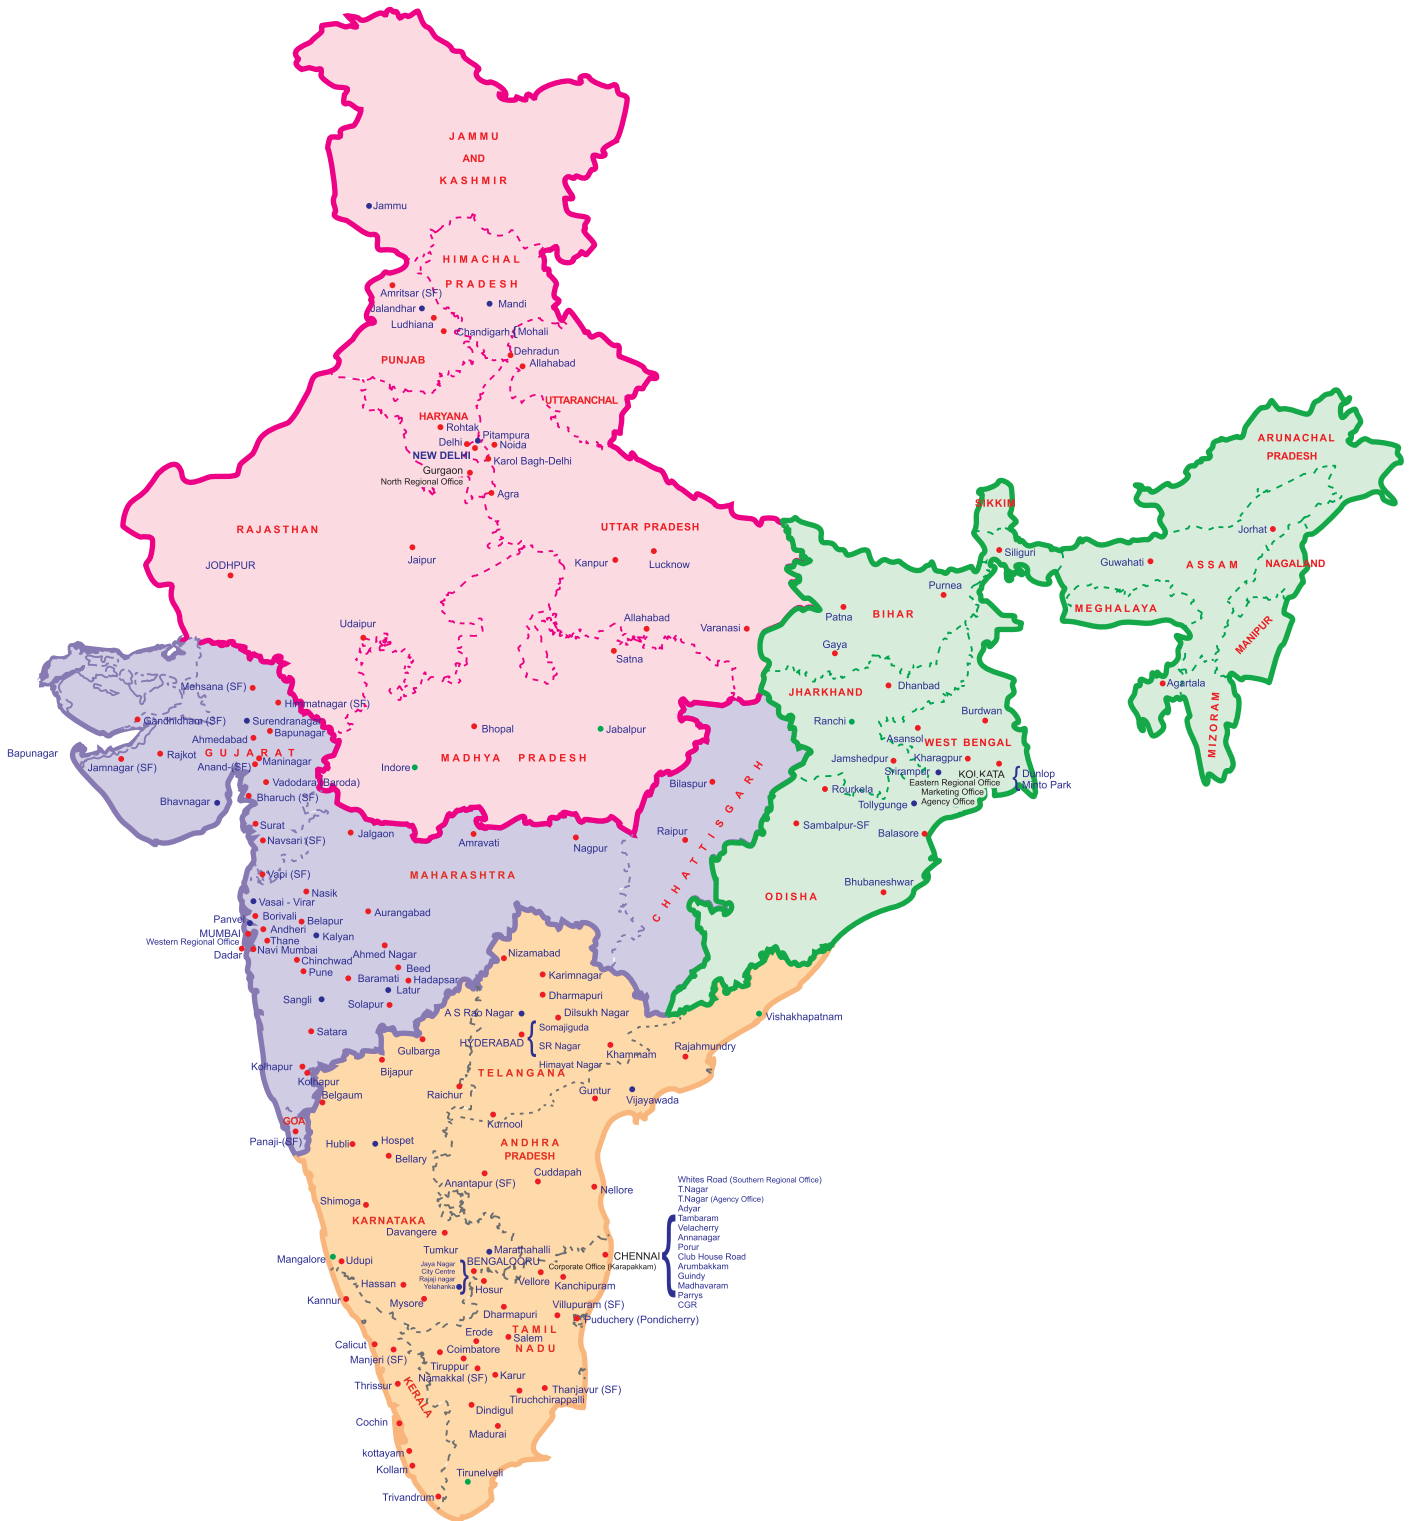 JAMMU
AND
KASHMIR
Jammu
HIMACHAL
PRADESH
Amritsar (SF)
Jalandhar
Mandi
Ludhiana
Chandigarh {Mohali
Dehradun
Allahabad
PUNJAB
UTTARANCHAL
HARYANA
Rohtak
Pitampura
Delhi
Noida
NEW DELHI
Karol Bagh-Delhi
Gurgaon
North Regional Office
Agra
RAJASTHAN
UTTAR PRADESH
JODHPUR
Jaipur
Kanpur
Lucknow
Udaipur
Allahabad
Varanasi
Satna
Bhopal
Jabalpur
MADHYA PRADESH
Indore
ARUNACHAL
PRADESH
SIKKIM
Siliguri
Jorhat
Guwahati
ASSAM
NAGALAND
MEGHALAYA
MANIPUR
Agartala
MIZORAM
Purnea
Patna
BIHAR
Gaya
JHARKHAND
Dhanbad
Ranchi
Burdwan
Asansol
WEST BENGAL
Jamshedpur
Kharagpur
Srirampur
KOLKATA
Dunlop
Minto Park
Eastern Regional Office
Marketing Office
Agency Office
Rourkela
Tollygunge
Sambalpur-SF
Balasore
Bhubaneshwar
ODISHA
Mehsana (SF)
Himmatnagar (SF)
Gandhidham (SF)
Surendranagar
Bapunagar
Ahmedabad
Bapunagar
GUJARAT
Rajkot
Maninagar
Jamnagar (SF)
Anand-(SF)
Vadodara(Baroda)
Bharuch (SF)
Bhavnagar
Surat
Navsari (SF)
Jalgaon
Amravati
Nagpur
Bilaspur
Raipur
CHHATTISGARH
Vapi (SF)
MAHARASHTRA
Nasik
Vasai - Virar
Aurangabad
Borivali
Panvel
Belapur
Andheri
MUMBAI
Kalyan
Western Regional Office
Thane
Dadar
Navi Mumbai
Ahmed Nagar
Chinchwad
Pune
Beed
Baramati
Hadapsar
Latur
Sangli
Solapur
Satara
Kolhapur
Kolhapur
GOA
Panaji-(SF)
Nizamabad
Karimnagar
Dharmapuri
A S Rao Nagar
Dilsukh Nagar
HYDERABAD
Somajiguda
SR Nagar
Himayat Nagar
Khammam
Vishakhapatnam
Rajahmundry
Gulbarga
Bijapur
TELANGANA
Raichur
Guntur
Vijayawada
Belgaum
Kurnool
Hubli
Hospet
Bellary
ANDHRA
PRADESH
Cuddapah
Anantapur (SF)
Nellore
Shimoga
KARNATAKA
Davangere
Mangalore
Udupi
Tumkur
Marathahalli
BENGALOORU
Jaya Nagar
City Centre
Rajaji nagar
Yelahanka
Hosur
Vellore
CHENNAI
Corporate Office (Karapakkam)
Whites Road (Southern Regional Office)
T.Nagar
T.Nagar (Agency Office)
Adyar
Tambaram
Velacherry
Annanagar
Porur
Club House Road
Arumbakkam
Guindy
Madhavaram
Parrys
CGR
Hassan
Kanchipuram
Kannur
Mysore
Dharmapuri
Villupuram (SF)
Puduchery (Pondicherry)
TAMIL
NADU
Erode
Salem
Calicut
Coimbatore
Manjeri (SF)
Tiruppur
Namakkal (SF)
Karur
Thrissur
KERALA
Thanjavur (SF)
Tiruchchirappalli
Dindigul
Cochin
Madurai
kottayam
Kollam
Tirunelveli
Trivandrum